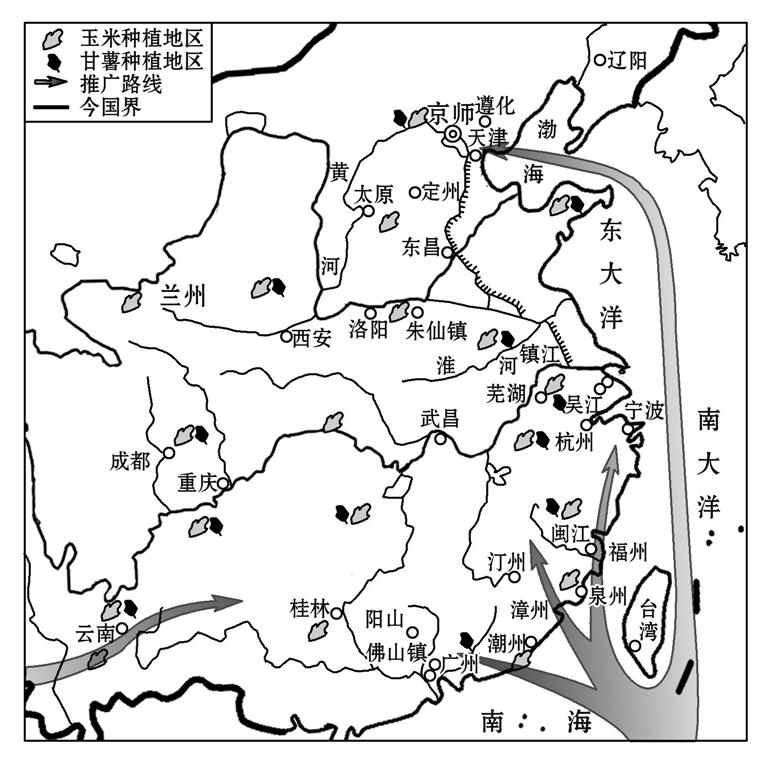 玉米种植地区
甘薯种植地区
推广路线
今国界
辽阳
京师
遵化
天津
渤海
黄河
太原
定州
东昌
东大洋
兰州
西安
洛阳
朱仙镇
淮河
镇江
芜湖
吴江
宁波
武昌
杭州
南大洋
成都
重庆
闽江
福州
汀州
泉州
漳州
台湾
云南
桂林
阳山
佛山镇
广州
潮州
南海